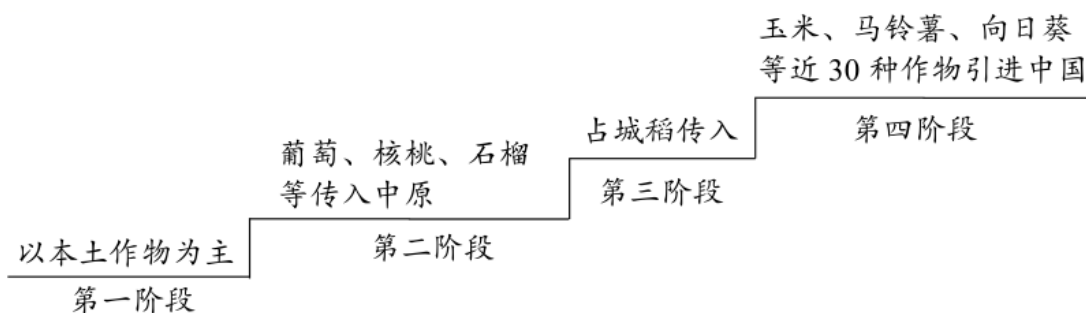 以本土作物为主
第一阶段
葡萄、核桃、石榴
等传入中原
第二阶段
占城稻传入
第三阶段
玉米、马铃薯、向日葵
等近 30 种作物引进中国
第四阶段